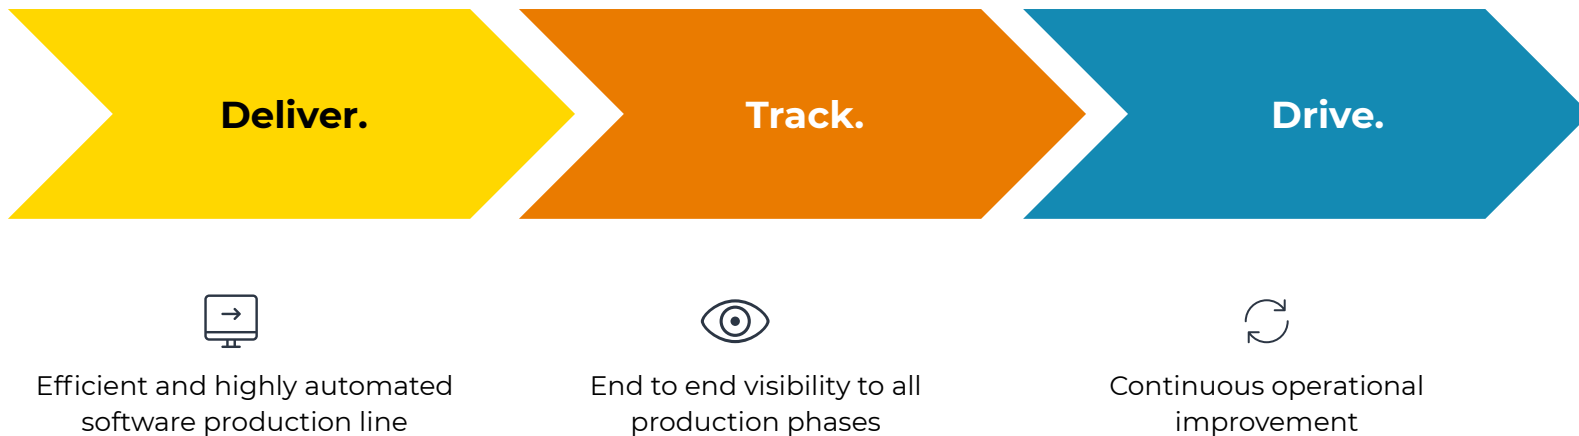 Deliver.
Track.
Drive.
Efficient and highly automated
software production line
End to end visibility to all
production phases
Continuous operational
improvement